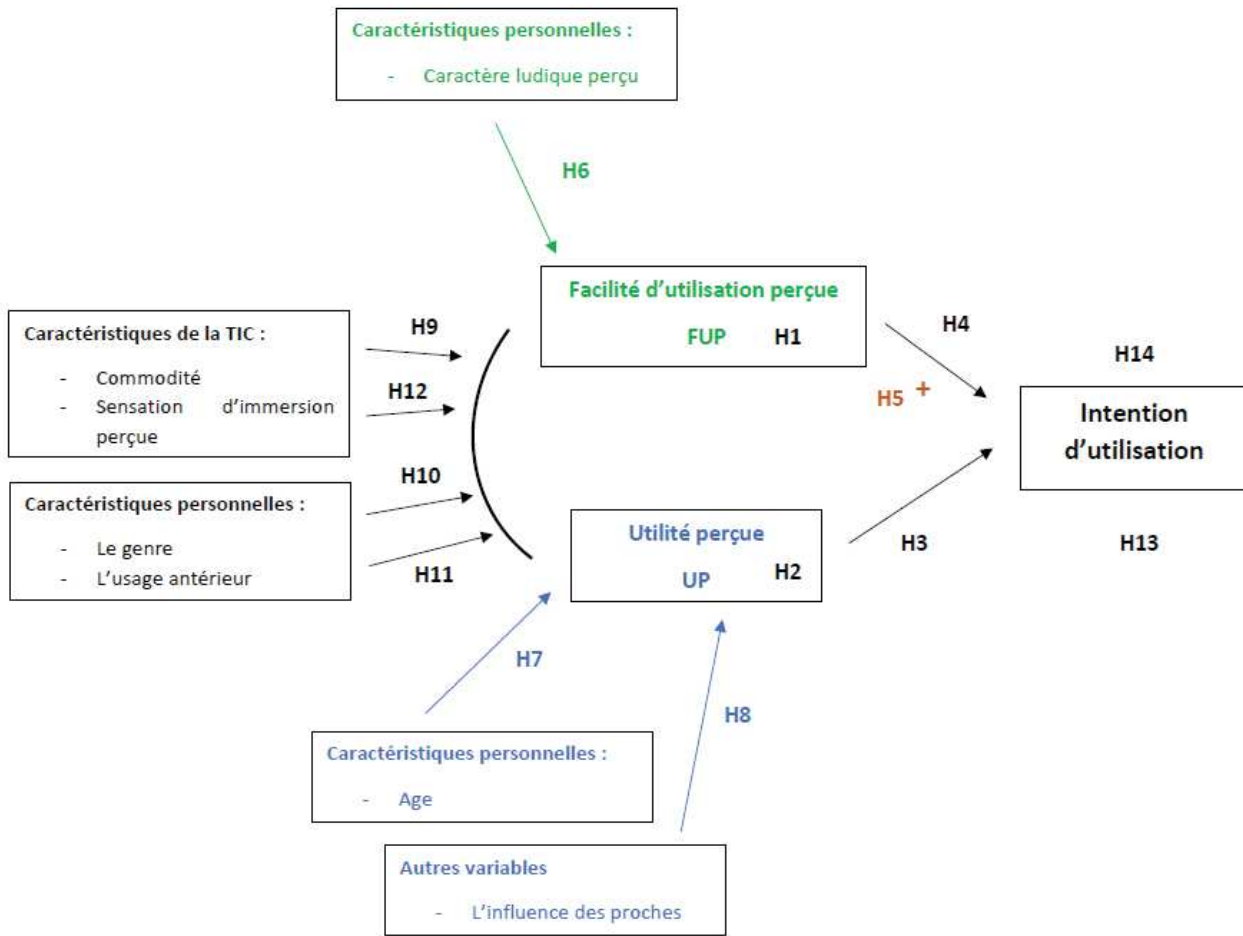 Caractéristiques personnelles :
- Caractère ludique perçu
H6
Facilité d'utilisation perçue
FUP H1
Caractéristiques de la TIC :
- Commodité
- Sensation d'immersion
perçue
H9
H12
H4
H5 +
H14
Intention
d'utilisation
H13
Caractéristiques personnelles :
- Le genre
- L'usage antérieur
H10
H11
Utilité perçue
UP H2
H3
H7
H8
Caractéristiques personnelles :
- Age
Autres variables
- L'influence des proches